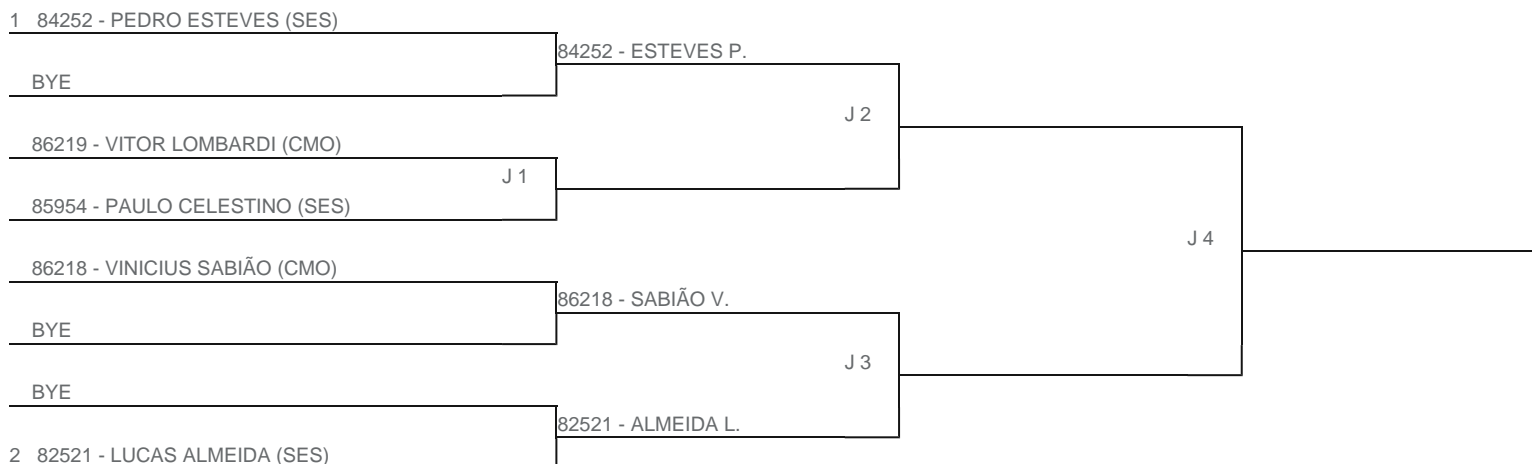 1 84252 - PEDRO ESTEVES (SES)
84252 - ESTEVES P.
BYE
J 2
86219 - VITOR LOMBARDI (CMO)
J 1
85954 - PAULO CELESTINO (SES)
J 4
86218 - VINICIUS SABIÃO (CMO)
86218 - SABIÃO V.
BYE
J 3
BYE
82521 - ALMEIDA L.
2 82521 - LUCAS ALMEIDA (SES)